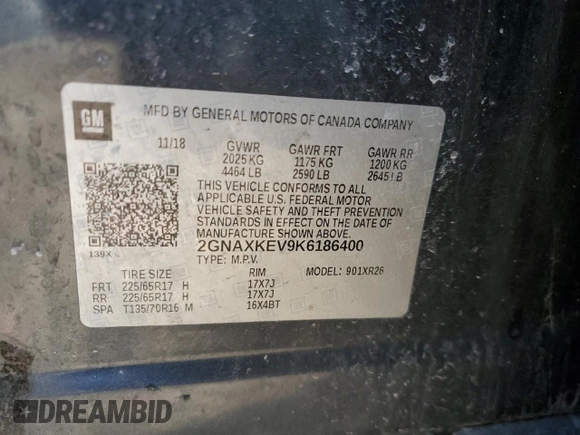 GM
MFD BY GENERAL MOTORS OF CANADA COMPANY
11/18 GVWR GAWR FRT GAWR RR
2025 KG 1175 KG 1200 KG
4464 LB 2590 LB 2645 LB
THIS VEHICLE CONFORMS TO ALL
APPLICABLE U.S. FEDERAL MOTOR
VEHICLE SAFETY AND THEFT PREVENTION
STANDARDS IN EFFECT ON THE DATE OF
MANUFACTURE SHOWN ABOVE.
139X 2GNAXKEV9K6186400
TYPE: M.P.V. MODEL: 901XR26
TIRE SIZE RIM
FRT 225/65R17 H 17X7J
RR 225/65R17 H 17X7J
SPA T135/70R16 M 16X4BT
DREAMBID